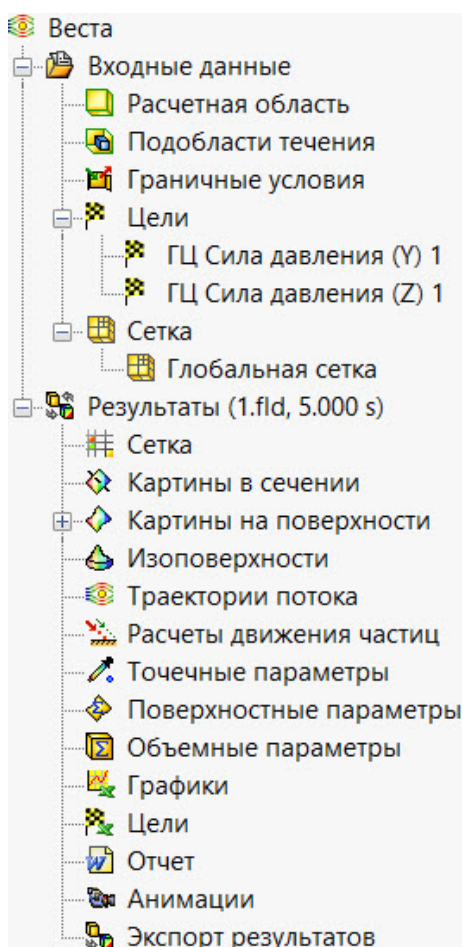 Веста
Входные данные
Расчетная область
Подобласти течения
Граничные условия
Цели
ГЦ Сила давления (Y) 1
ГЦ Сила давления (Z) 1
Сетка
Глобальная сетка
Результаты (1.fld, 5.000 s)
Сетка
Картины в сечении
Картины на поверхности
Изоповерхности
Траектории потока
Расчеты движения частиц
Точечные параметры
Поверхностные параметры
Объемные параметры
Графики
Цели
Отчет
Анимации
Экспорт результатов